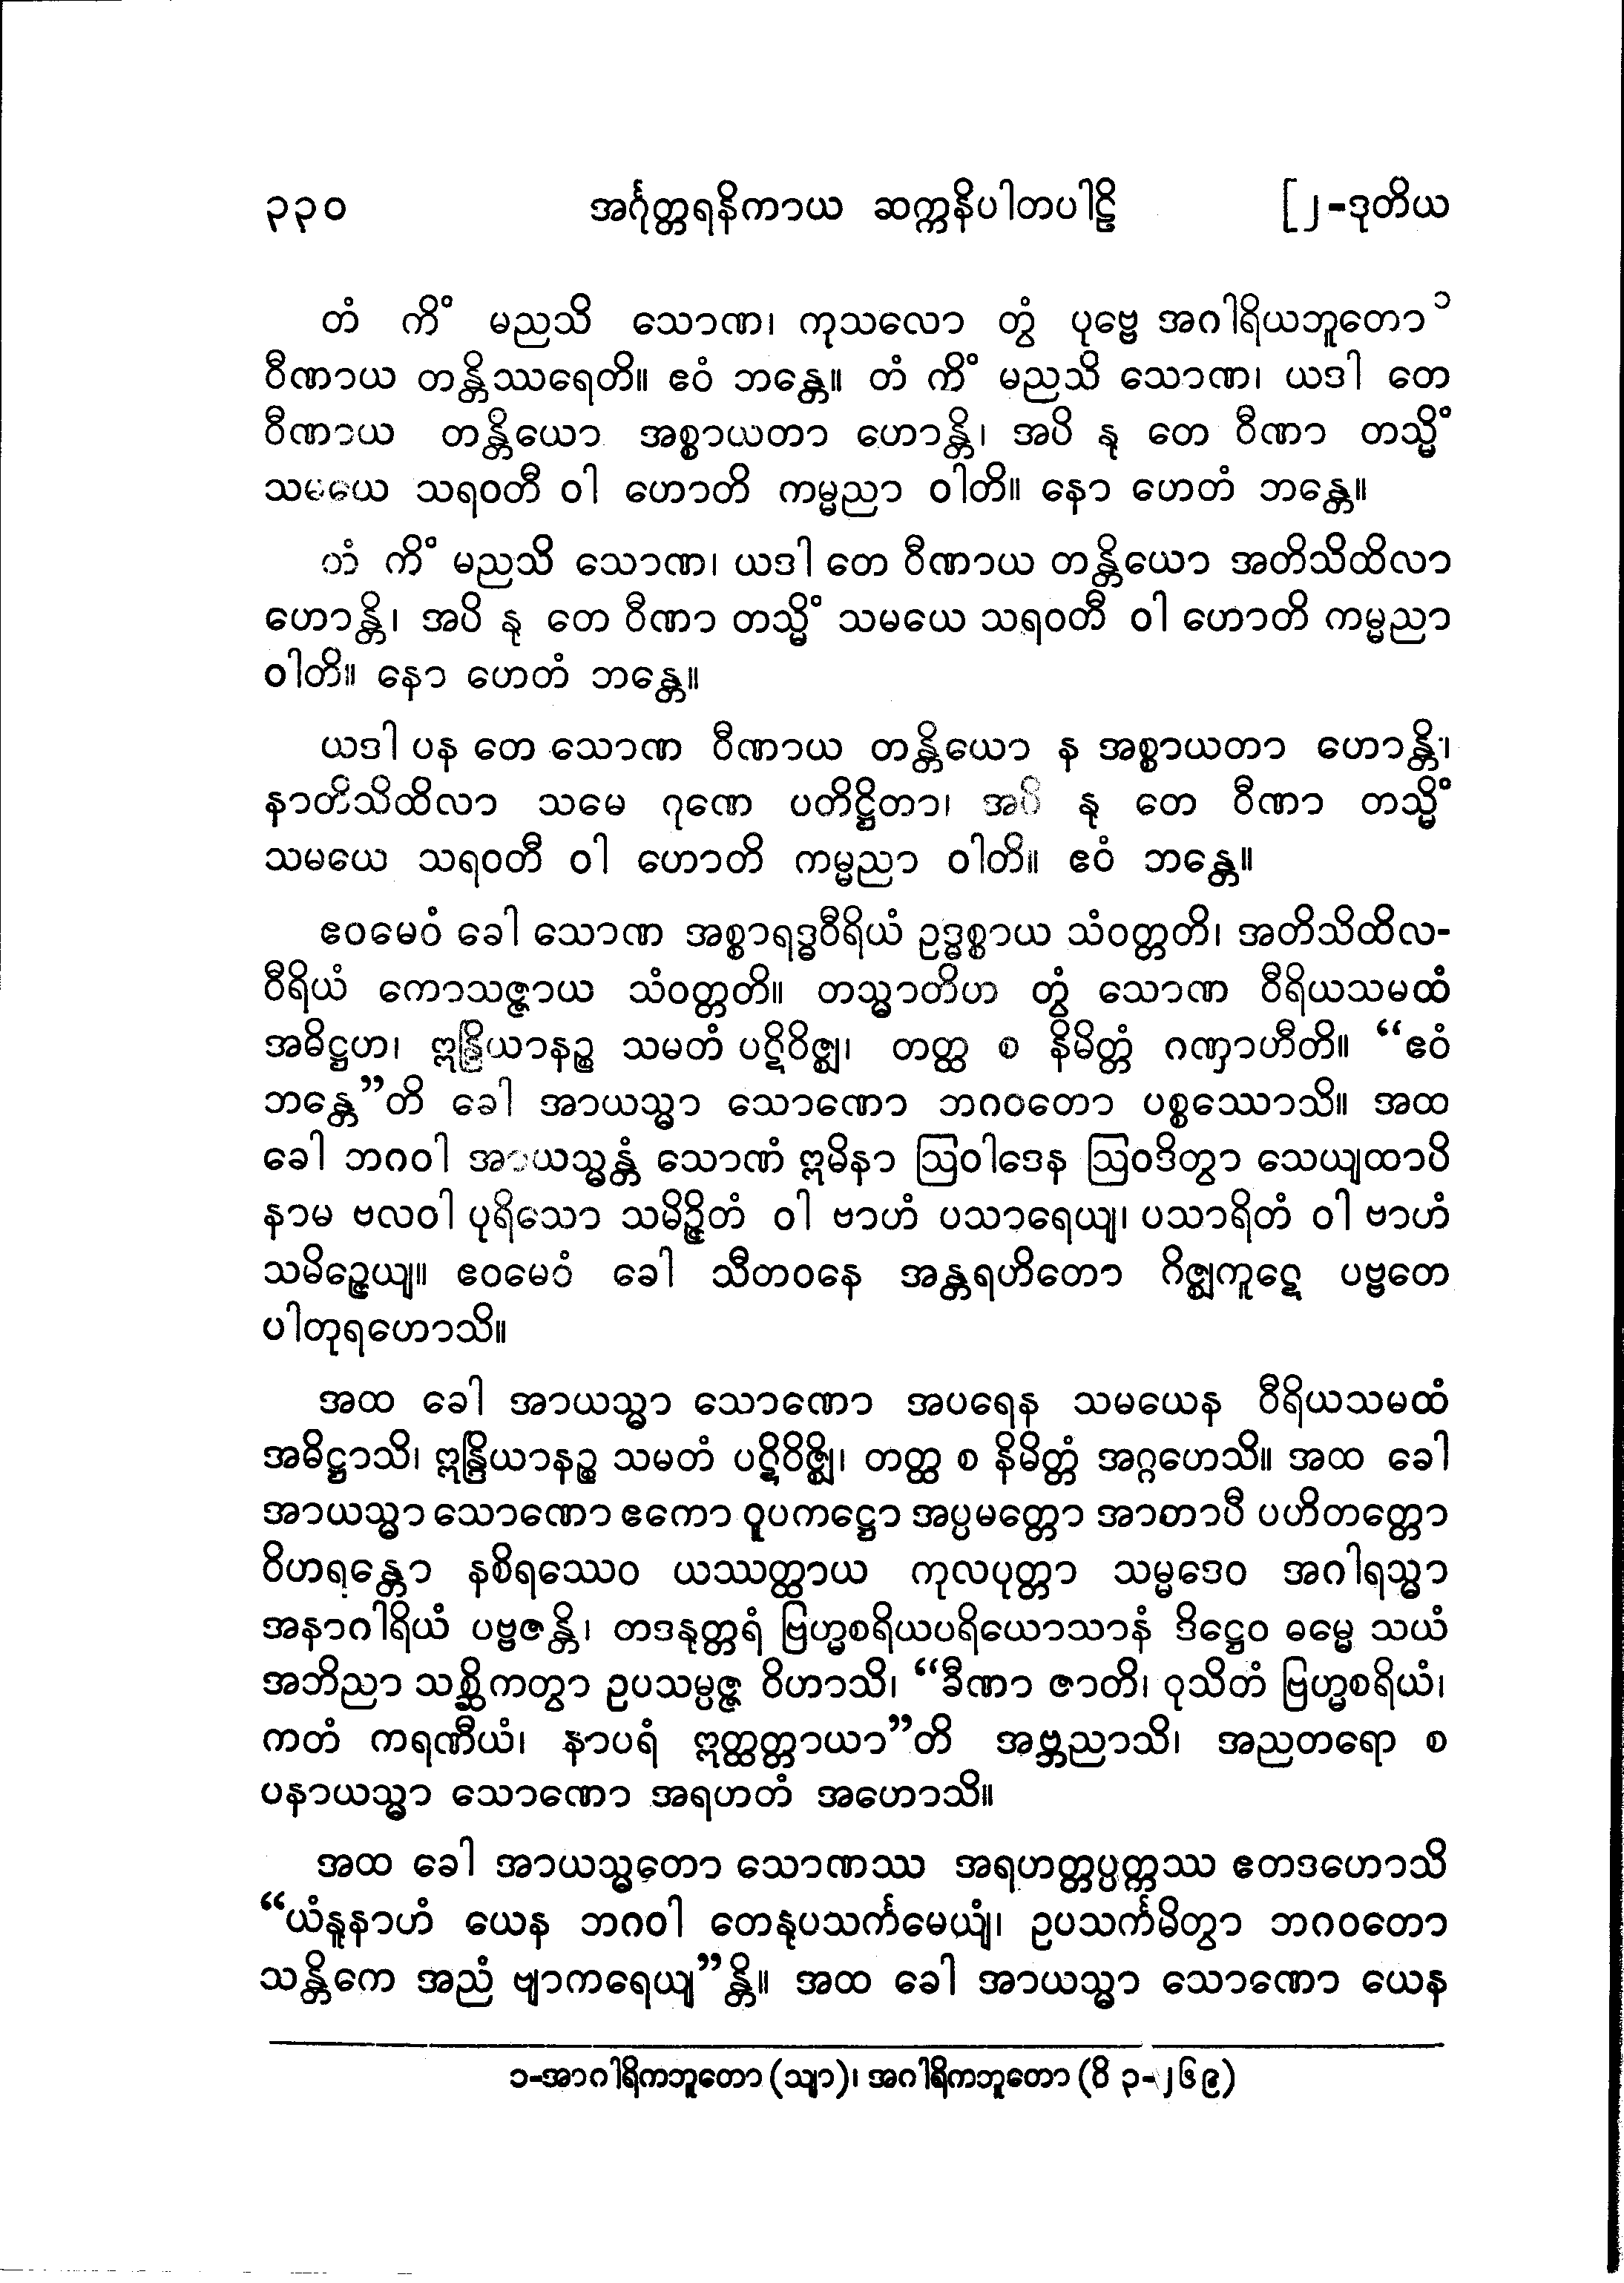 ၃၃၀ အင်္ဂုတ္တရနိကာယ ဆက္ကနိပါတပါဠိ [၂-ဒုတိယ
တံ ကိံ မညသိ သောဏ၊ ကုသလော တွံ ပုဗ္ဗေ အဂါရိယဘူတော ၁
ဝီဏာယ တန္တိဿရေတိ။ ဧဝံ ဘန္တေ။ တံ ကိံ မညသိ သောဏ၊ ယဒါ တေ
ဝီဏာယ တန္တိယော အစ္စာယတာ ဟောန္တိ၊ အပိ နု တေ ဝီဏာ တသ္မိံ
သမယေ သရဝတီ ဝါ ဟောတိ ကမ္မညာ ဝါတိ။ နော ဟေတံ ဘန္တေ။
တံ ကိံ မညသိ သောဏ၊ ယဒါ တေ ဝီဏာယ တန္တိယော အတိသိထိလာ
ဟောန္တိ၊ အပိ နု တေ ဝီဏာ တသ္မိံ သမယေ သရဝတီ ဝါ ဟောတိ ကမ္မညာ
ဝါတိ။ နော ဟေတံ ဘန္တေ။
ယဒါ ပန တေ သောဏ ဝီဏာယ တန္တိယော န အစ္စာယတာ ဟောန္တိ၊
နာတိသိထိလာ သမေ ဂုဏေ ပတိဋ္ဌိတာ၊ အပိ နု တေ ဝီဏာ တသ္မိံ
သမယေ သရဝတီ ဝါ ဟောတိ ကမ္မညာ ဝါတိ။ ဧဝံ ဘန္တေ။
ဧဝမေဝံ ခေါ သောဏ အစ္စာရဒ္ဓဝီရိယံ ဥဒ္ဓစ္စာယ သံဝတ္တတိ၊ အတိသိထိလ-
ဝီရိယံ ကောသဇ္ဇာယ သံဝတ္တတိ။ တသ္မာတိဟ တွံ သောဏ ဝီရိယသမထံ
အဓိဋ္ဌဟ၊ ဣန္ဒြိယာနဉ္စ သမတံ ပဋိဝိဇ္ဈ၊ တတ္ထ စ နိမိတ္တံ ဂဏှာဟီတိ။ “ဧဝံ
ဘန္တေ”တိ ခေါ အာယသ္မာ သောဏော ဘဂဝတော ပစ္စဿောသိ။ အထ
ခေါ ဘဂဝါ အာယသ္မန္တံ သောဏံ ဣမိနာ ဩဝါဒေန ဩဝဒိတွာ သေယျထာပိ
နာမ ဗလဝါ ပုရိသော သမိဉ္ဇိတံ ဝါ ဗာဟံ ပသာရေယျ၊ ပသာရိတံ ဝါ ဗာဟံ
သမိဉ္ဇေယျ။ ဧဝမေဝံ ခေါ သီတဝနေ အန္တရဟိတော ဂိဇ္ဈကူဋေ ပဗ္ဗတေ
ပါတုရဟောသိ။
အထ ခေါ အာယသ္မာ သောဏော အပရေန သမယေန ဝီရိယသမထံ
အဓိဋ္ဌာသိ၊ ဣန္ဒြိယာနဉ္စ သမတံ ပဋိဝိဇ္ဈိ၊ တတ္ထ စ နိမိတ္တံ အဂ္ဂဟေသိ။ အထ ခေါ
အာယသ္မာ သောဏော ဧကော ဝူပကဋ္ဌော အပ္ပမတ္တော အာတာပီ ပဟိတတ္တော
ဝိဟရန္တော နစိရဿေဝ ယဿတ္ထာယ ကုလပုတ္တာ သမ္မဒေဝ အဂါရသ္မာ
အနာဂါရိယံ ပဗ္ဗဇန္တိ၊ တဒနုတ္တရံ ဗြဟ္မစရိယပရိယောသာနံ ဒိဋ္ဌေဝ ဓမ္မေ သယံ
အဘိညာ သစ္ဆိကတွာ ဥပသမ္ပဇ္ဇ ဝိဟာသိ၊ “ခီဏာ ဇာတိ၊ ဝုသိတံ ဗြဟ္မစရိယံ၊
ကတံ ကရဏီယံ၊ နာပရံ ဣတ္ထတ္တာယာ”တိ အဗ္ဘညာသိ၊ အညတရော စ
ပနာယသ္မာ သောဏော အရဟတံ အဟောသိ။
အထ ခေါ အာယသ္မတော သောဏဿ အရဟတ္တပ္ပတ္တဿ ဧတဒဟောသိ
“ယံနူနာဟံ ယေန ဘဂဝါ တေနုပသင်္ကမေယျံ၊ ဥပသင်္ကမိတွာ ဘဂဝတော
သန္တိကေ အညံ ဗျာကရေယျ”န္တိ။ အထ ခေါ အာယသ္မာ သောဏော ယေန
၁-အာဂါရိကဘူတော (သျာ)၊ အဂါရိကဘူတော (ဝိ ၃-၂၆၉)